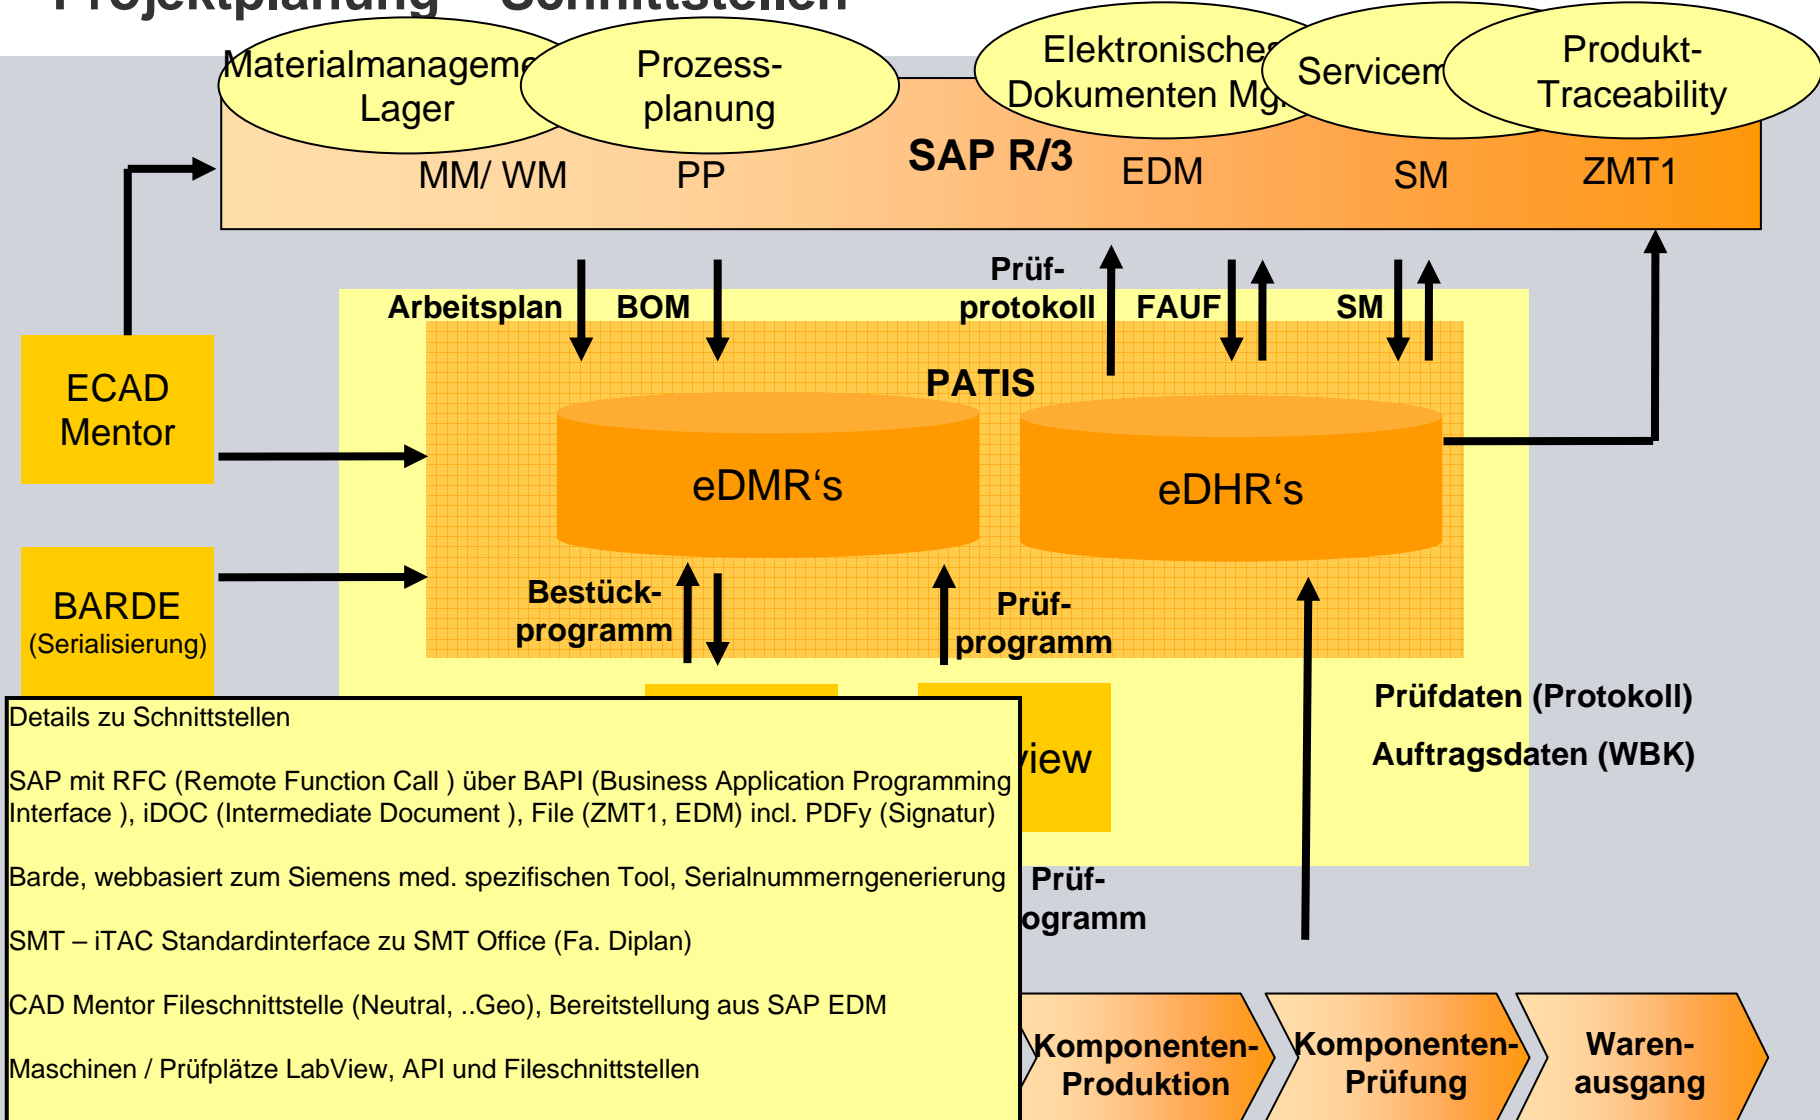 Projektplanung – Schnittstellen
Materialmanageme
Lager
Prozess-
planung
Elektronisches
Dokumenten Mg
Servicem
Produkt-
Traceability
SAP R/3
MM/ WM
PP
EDM
SM
ZMT1
Arbeitsplan
BOM
Prüf-
protokoll
FAUF
SM
ECAD
Mentor
PATIS
eDMR‘s
eDHR‘s
BARDE
(Serialisierung)
Bestück-
programm
Prüf-
programm
Prüfdaten (Protokoll)
Auftragsdaten (WBK)
view
Prüf-
ogramm
Details zu Schnittstellen
SAP mit RFC (Remote Function Call ) über BAPI (Business Application Programming
Interface ), iDOC (Intermediate Document ), File (ZMT1, EDM) incl. PDFy (Signatur)
Barde, webbasiert zum Siemens med. spezifischen Tool, Serialnummerngenerierung
SMT – iTAC Standardinterface zu SMT Office (Fa. Diplan)
CAD Mentor Fileschnittstelle (Neutral, ..Geo), Bereitstellung aus SAP EDM
Maschinen / Prüfplätze LabView, API und Fileschnittstellen
Komponenten-
Produktion
Komponenten-
Prüfung
Waren-
ausgang